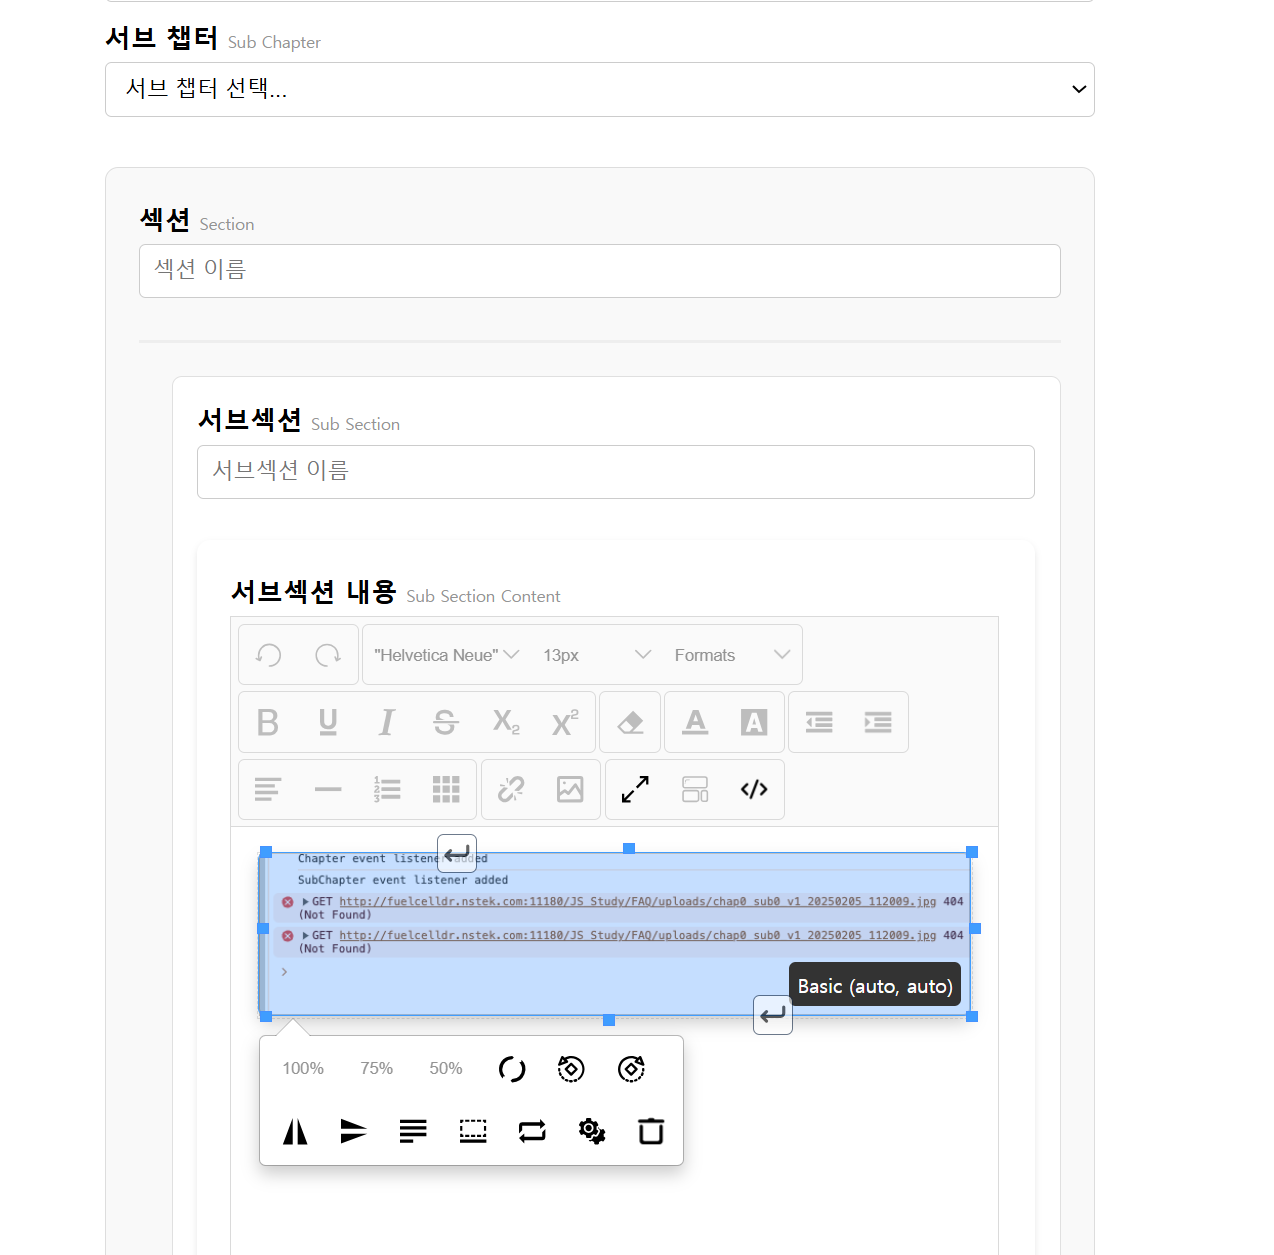 서브 챕터 Sub Chapter
서브 챕터 선택...
섹션 Section
섹션 이름
서브섹션 Sub Section
서브섹션 이름
서브섹션 내용 Sub Section Content
"Helvetica Neue" 13px Formats
Chapter event listener added
SubChapter event listener added
GET http://fuelcelldr.nstek.com:11180/JS_Study/FAQ/uploads/chap0_sub0_v1_20250205_112009.jpg 404
(Not Found)
GET http://fuelcelldr.nstek.com:11180/JS_Study/FAQ/uploads/chap0_sub0_v1_20250205_112009.jpg 404
(Not Found)
Basic (auto, auto)
100% 75% 50%